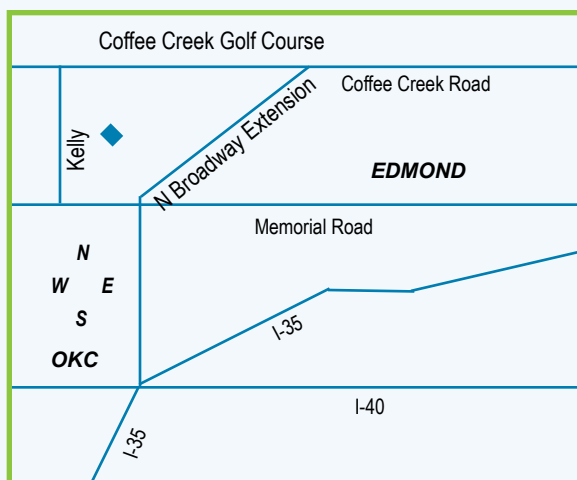 Coffee Creek Golf Course
Coffee Creek Road
Kelly
N Broadway Extension
EDMOND
Memorial Road
N
W E
S
I-35
OKC
I-40
I-35